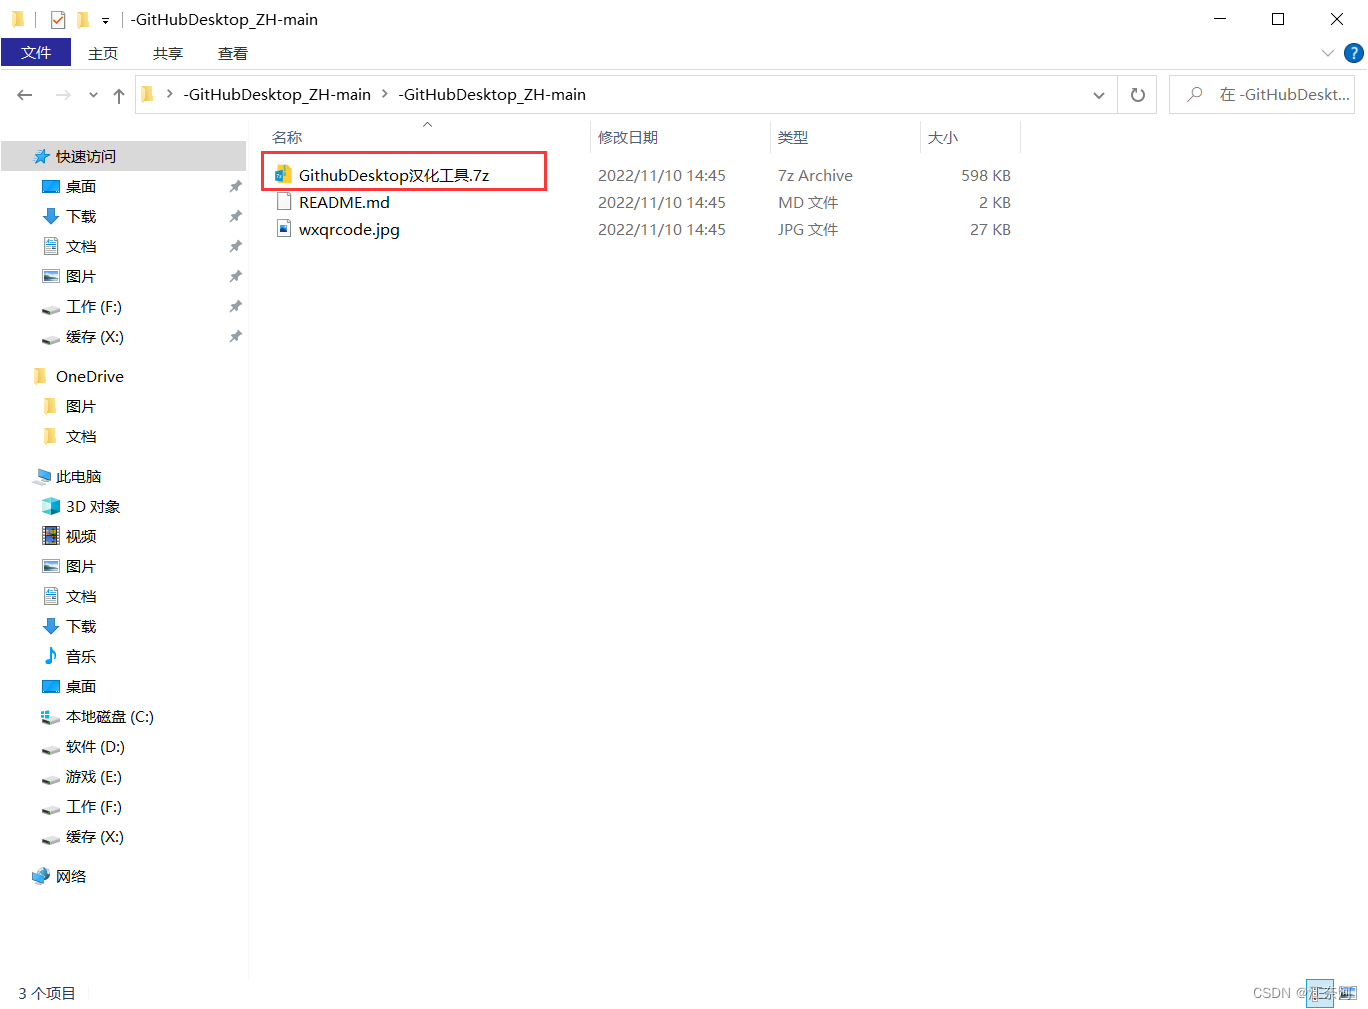 -GitHubDesktop_ZH-main
文件 主页 共享 查看
-GitHubDesktop_ZH-main -GitHubDesktop_ZH-main 在 -GitHubDeskt...
名称 修改日期 类型 大小
GithubDesktop汉化工具.7z 2022/11/10 14:45 7z Archive 598 KB
README.md 2022/11/10 14:45 MD 文件 2 KB
wxqrcode.jpg 2022/11/10 14:45 JPG 文件 27 KB
快速访问
桌面
下载
文档
图片
工作 (F:)
缓存 (X:)
OneDrive
图片
文档
此电脑
3D 对象
视频
图片
文档
下载
音乐
桌面
本地磁盘 (C:)
软件 (D:)
游戏 (E:)
工作 (F:)
缓存 (X:)
网络
3 个项目
CSDN